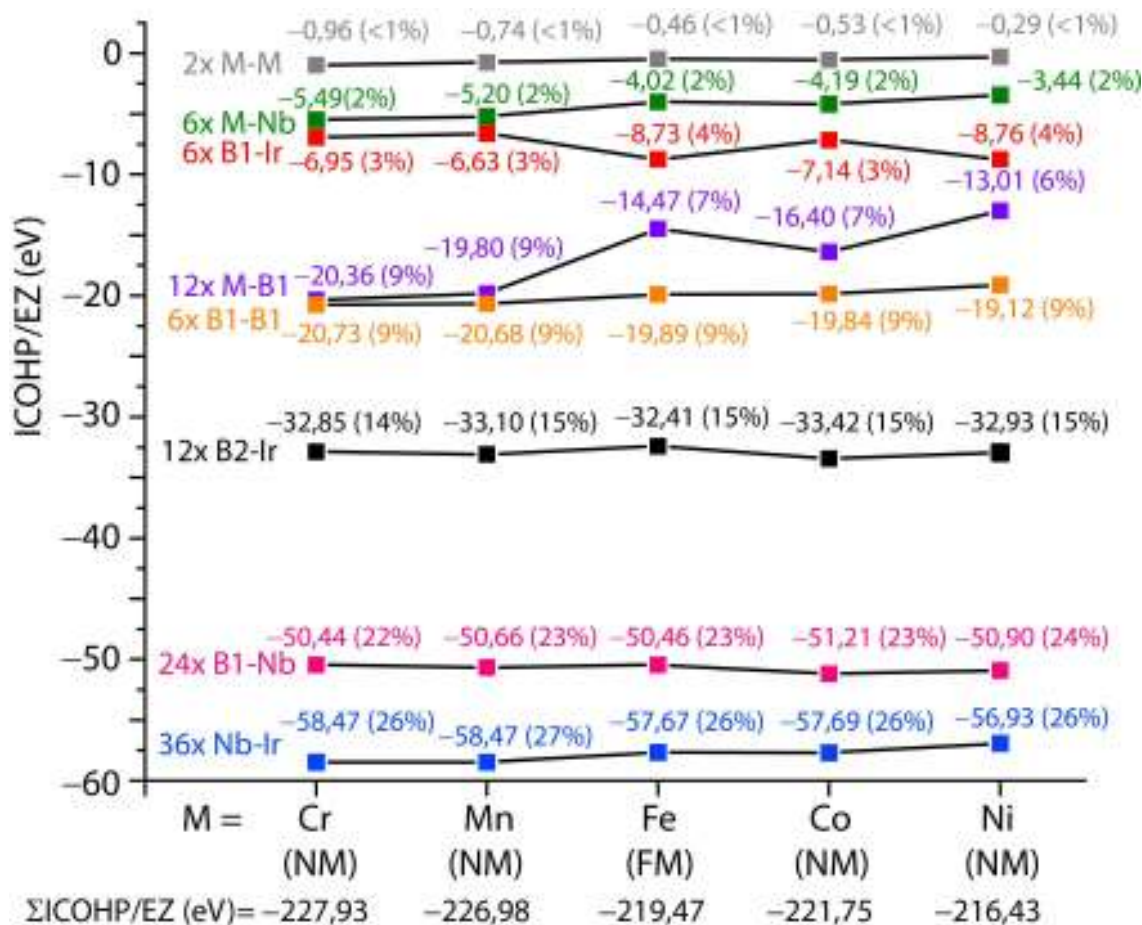 −0,96 (<1%) −0,74 (<1%) −0,46 (<1%) −0,53 (<1%) −0,29 (<1%)
0
2x M-M
−5,49(2%) −5,20 (2%) −4,02 (2%) −4,19 (2%) −3,44 (2%)
6x M-Nb
6x B1-Ir
−6,95 (3%) −6,63 (3%) −8,73 (4%) −7,14 (3%) −8,76 (4%)
−10
−14,47 (7%) −16,40 (7%) −13,01 (6%)
−20,36 (9%) −19,80 (9%)
12x M-B1
−20
6x B1-B1
−20,73 (9%) −20,68 (9%) −19,89 (9%) −19,84 (9%) −19,12 (9%)
ICOHP/EZ (eV)
−30
−32,85 (14%) −33,10 (15%) −32,41 (15%) −33,42 (15%) −32,93 (15%)
12x B2-Ir
−40
−50,44 (22%) −50,66 (23%) −50,46 (23%) −51,21 (23%) −50,90 (24%)
−50
24x B1-Nb
−58,47 (26%) −58,47 (27%) −57,67 (26%) −57,69 (26%) −56,93 (26%)
36x Nb-Ir
−60
M = Cr Mn Fe Co Ni
(NM) (NM) (FM) (NM) (NM)
ΣICOHP/EZ (eV)= −227,93 −226,98 −219,47 −221,75 −216,43